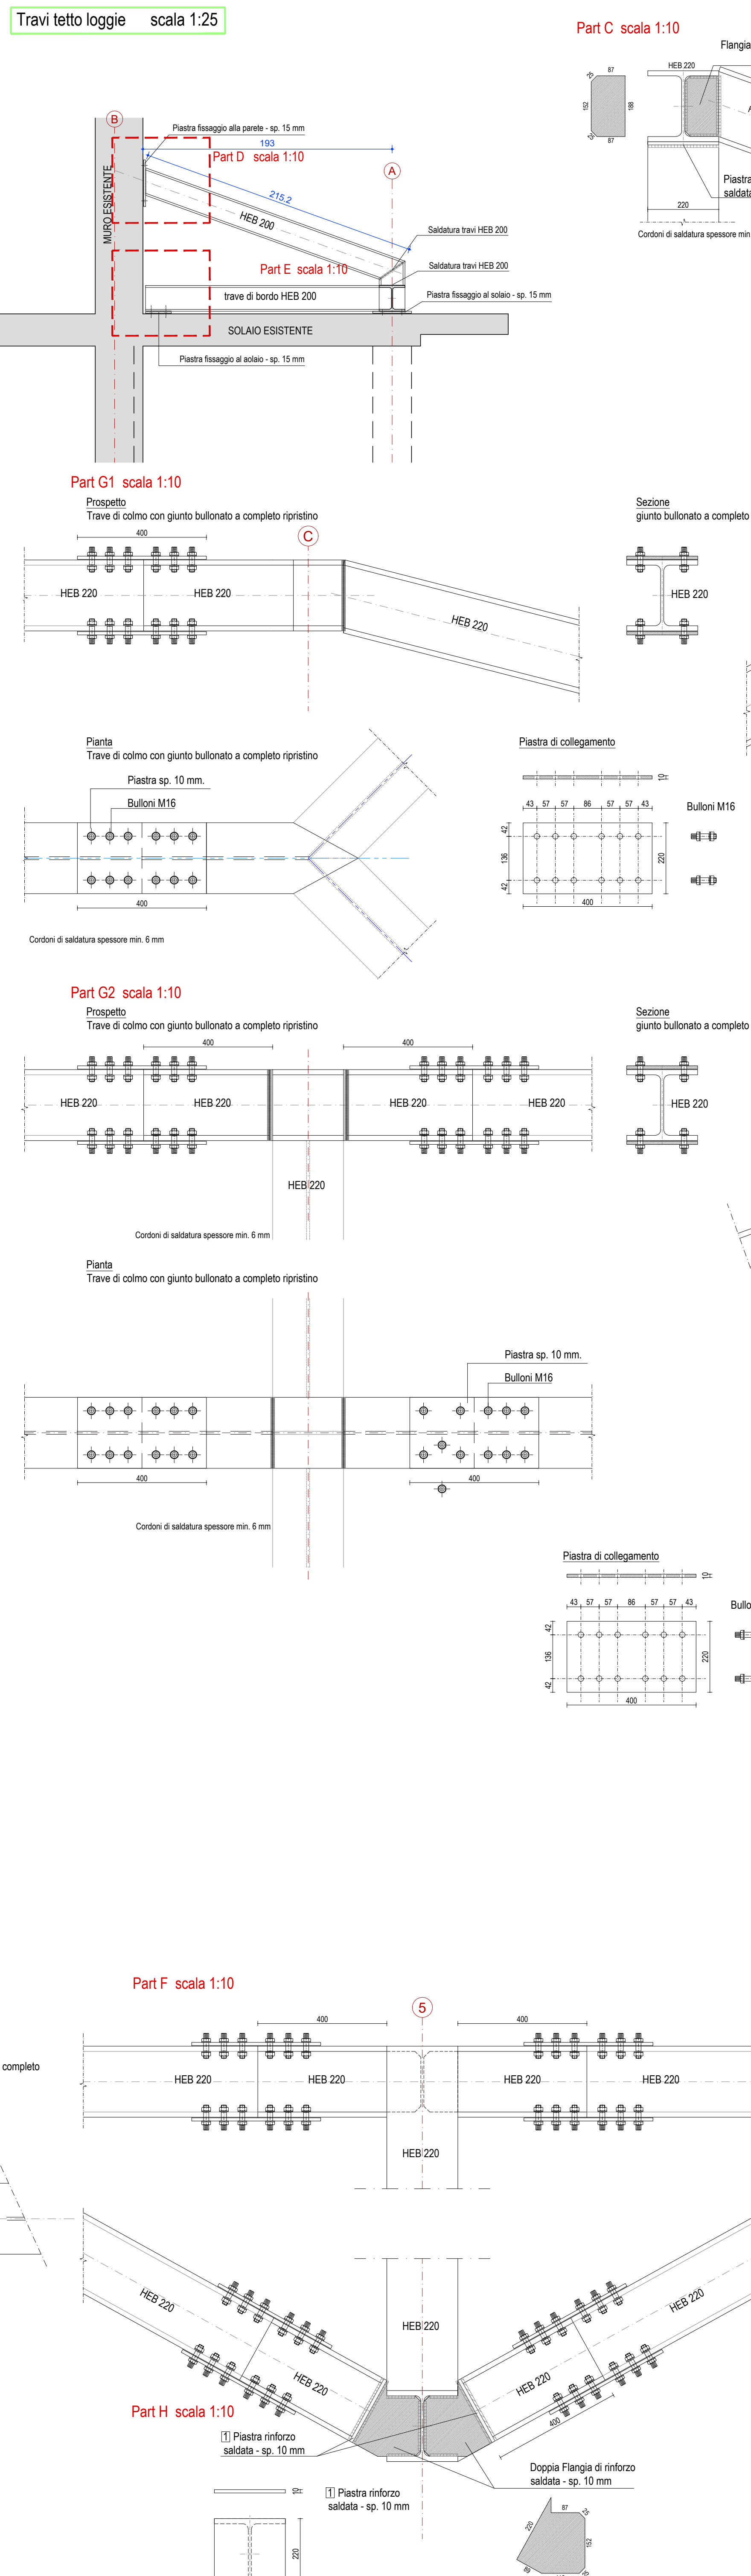 Travi tetto loggie scala 1:25
Part C scala 1:10
Flangia
HEB 220
87
25
152
188
25
87
A
Piastra
saldata
220
Cordoni di saldatura spessore min.
B
Piastra fissaggio alla parete - sp. 15 mm
193
Part D scala 1:10
A
MURO ESISTENTE
215,2
HEB 200
Saldatura travi HEB 200
Part E scala 1:10
Saldatura travi HEB 200
trave di bordo HEB 200
Piastra fissaggio al solaio - sp. 15 mm
SOLAIO ESISTENTE
Piastra fissaggio al aolaio - sp. 15 mm
Part G1 scala 1:10
Prospetto
Trave di colmo con giunto bullonato a completo ripristino
Sezione
giunto bullonato a completo
400
C
HEB 220
HEB 220
HEB 220
HEB 220
Pianta
Trave di colmo con giunto bullonato a completo ripristino
Piastra di collegamento
Piastra sp. 10 mm.
Bulloni M16
10
43 57 57 86 57 57 43
Bulloni M16
42
136
42
220
400
400
Cordoni di saldatura spessore min. 6 mm
Part G2 scala 1:10
Prospetto
Trave di colmo con giunto bullonato a completo ripristino
Sezione
giunto bullonato a completo
400
400
HEB 220
HEB 220
HEB 220
HEB 220
HEB 220
HEB 220
Cordoni di saldatura spessore min. 6 mm
Pianta
Trave di colmo con giunto bullonato a completo ripristino
Piastra sp. 10 mm.
Bulloni M16
400
400
Cordoni di saldatura spessore min. 6 mm
Piastra di collegamento
10
43 57 57 86 57 57 43
Bullo
42
136
42
220
400
Part F scala 1:10
5
400
400
completo
HEB 220
HEB 220
HEB 220
HEB 220
HEB 220
HEB 220
HEB 220
HEB 220
HEB 220
HEB 220
Part H scala 1:10
400
1 Piastra rinforzo
saldata - sp. 10 mm
Doppia Flangia di rinforzo
saldata - sp. 10 mm
10
1 Piastra rinforzo
saldata - sp. 10 mm
220
87
25
220
152
89
20